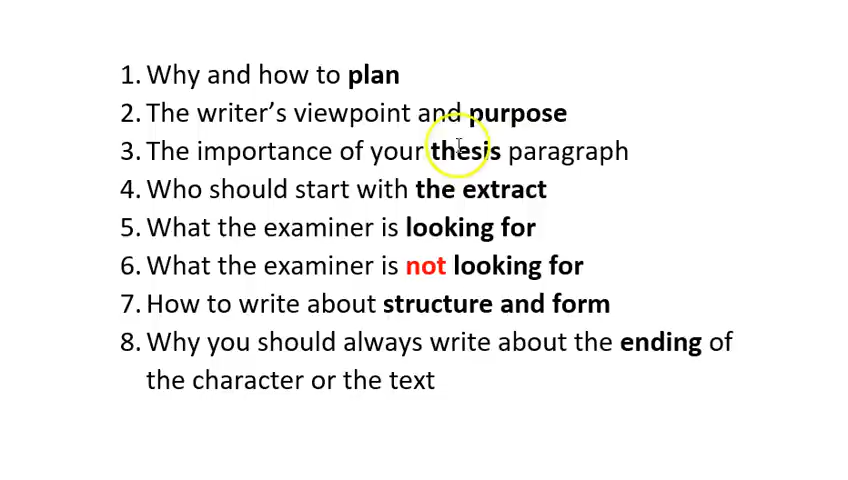 1. Why and how to plan
2. The writer's viewpoint and purpose
3. The importance of your thesis paragraph
4. Who should start with the extract
5. What the examiner is looking for
6. What the examiner is not looking for
7. How to write about structure and form
8. Why you should always write about the ending of
the character or the text